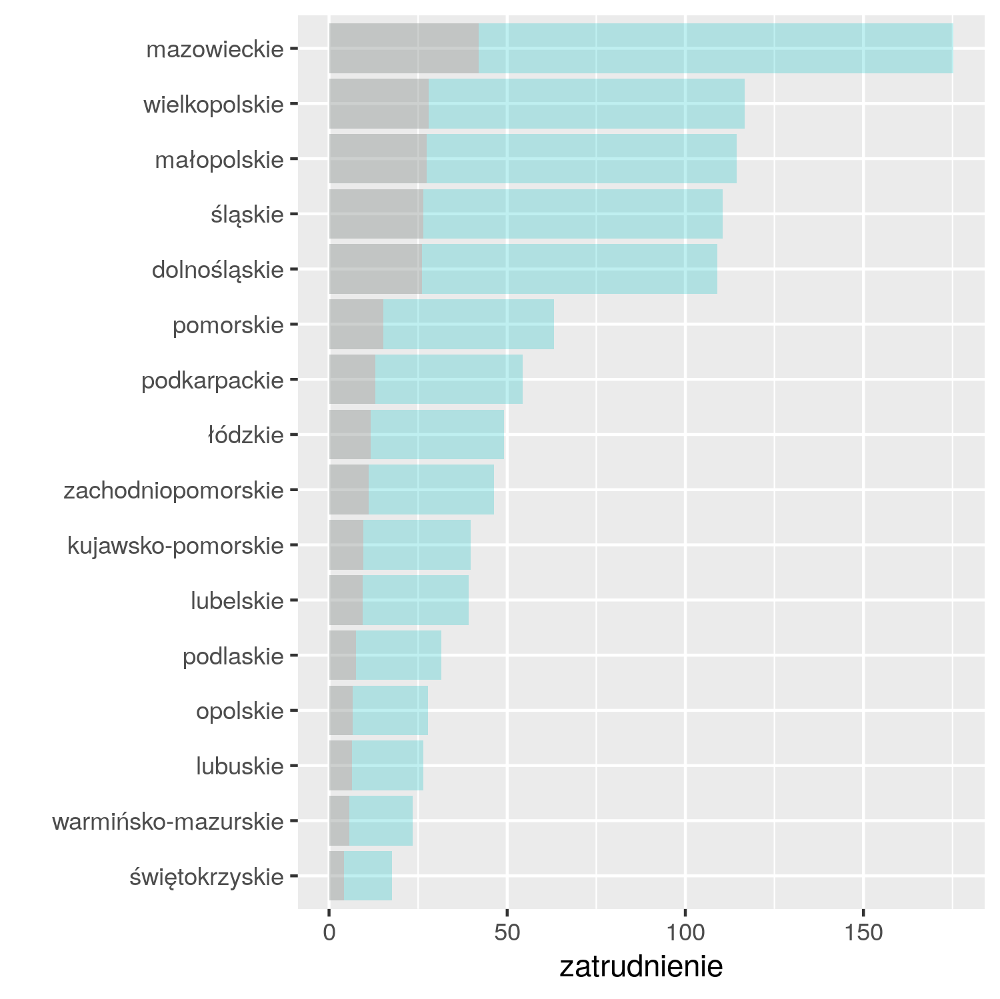 mazowieckie
wielkopolskie
małopolskie
śląskie
dolnośląskie
pomorskie
podkarpackie
łódzkie
zachodniopomorskie
kujawsko-pomorskie
lubelskie
podlaskie
opolskie
lubuskie
warmińsko-mazurskie
świętokrzyskie
0 50 100 150
zatrudnienie